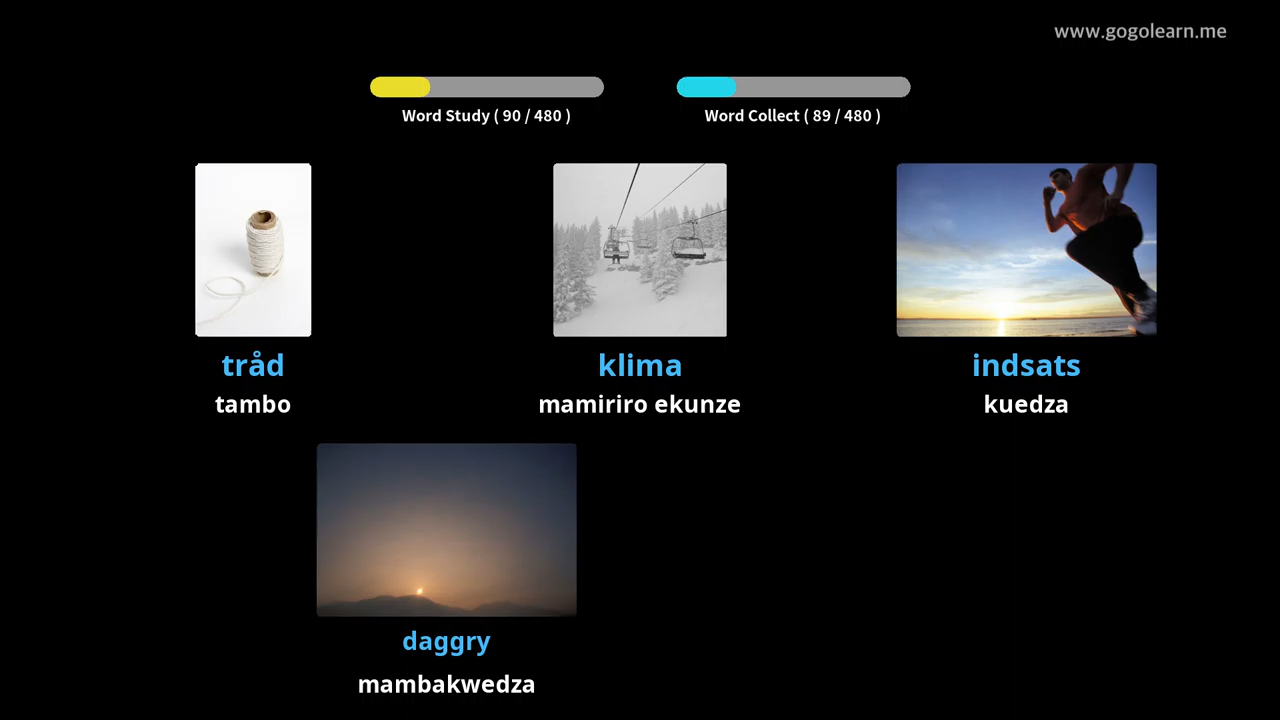 www.gogolearn.me
Word Study ( 90 / 480 )
Word Collect ( 89 / 480 )
tråd
tambo
klima
mamiriro ekunze
indsats
kuedza
daggry
mambakwedza